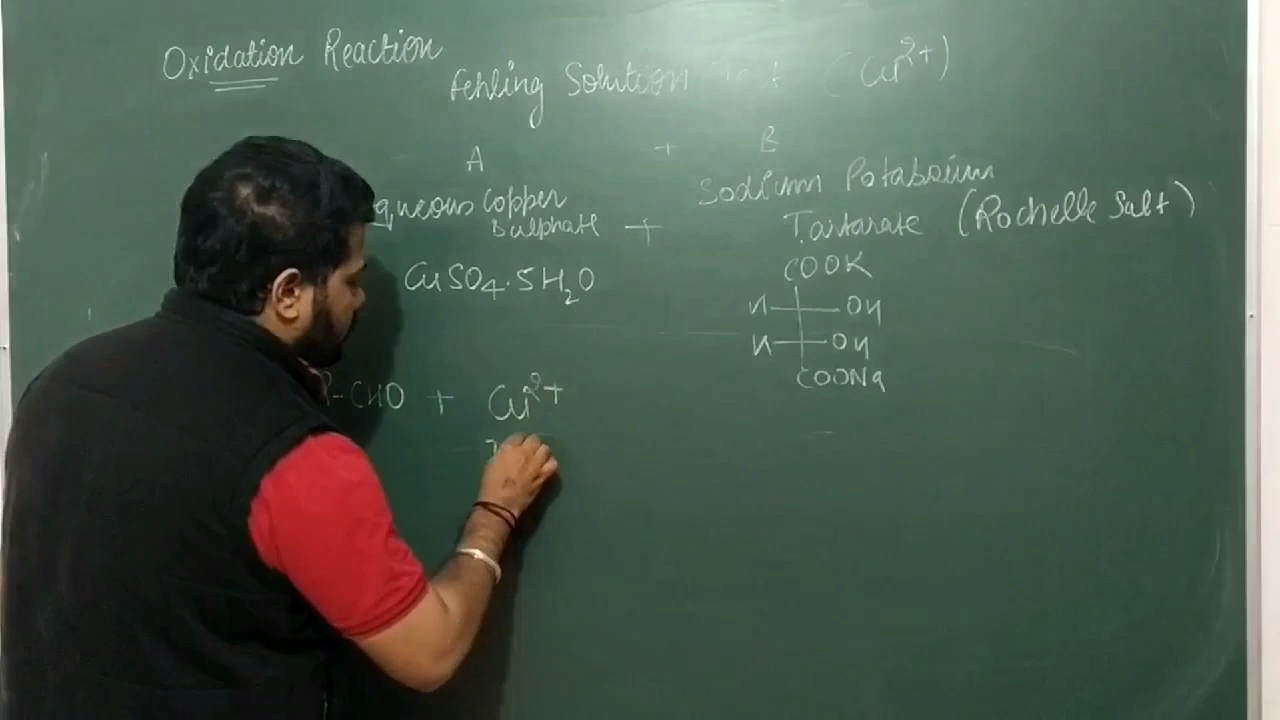 Oxidation Reaction
Fehling Solution Test (Cu2+)
A + B
aqueous Copper Sulphate + Sodium Potassium Tartarate (Rochelle Salt)
CuSO4.5H2O
COOK
H OH
H OH
COONa
R-CHO + Cu2+